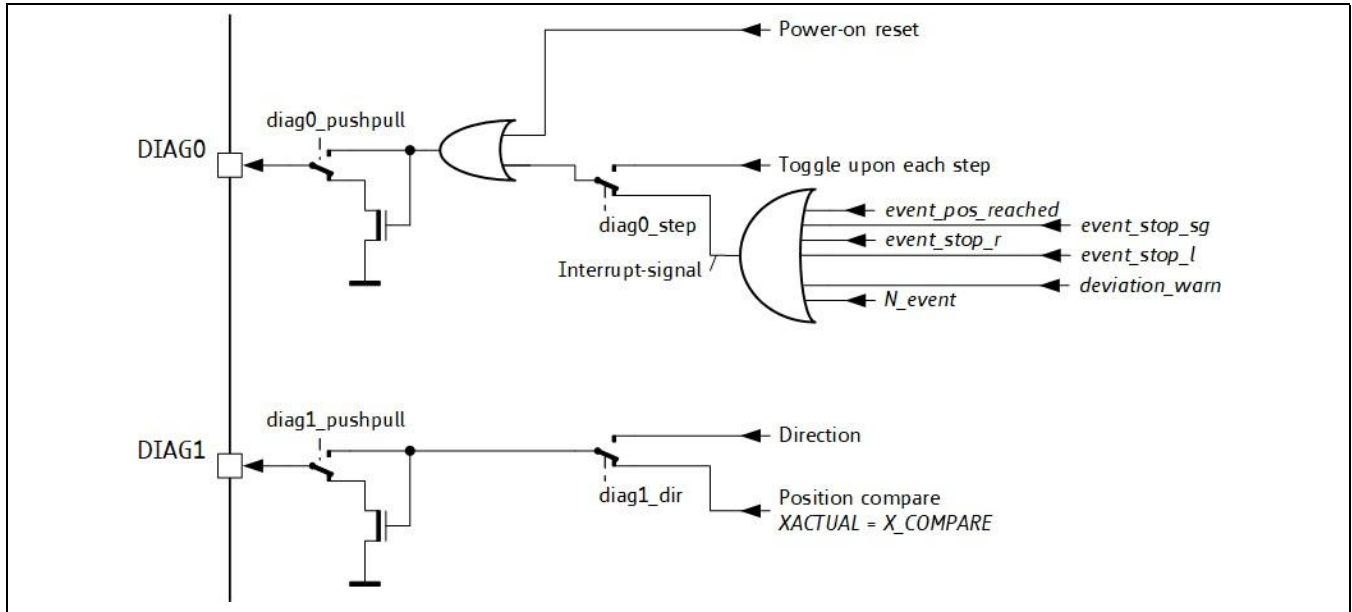 Power-on reset
diag0_pushpull
DIAG0
Toggle upon each step
diag0_step
event_pos_reached
event_stop_sg
event_stop_r
event_stop_l
Interrupt-signal
deviation_warn
N_event
diag1_pushpull
DIAG1
Direction
diag1_dir
Position compare
XACTUAL = X_COMPARE